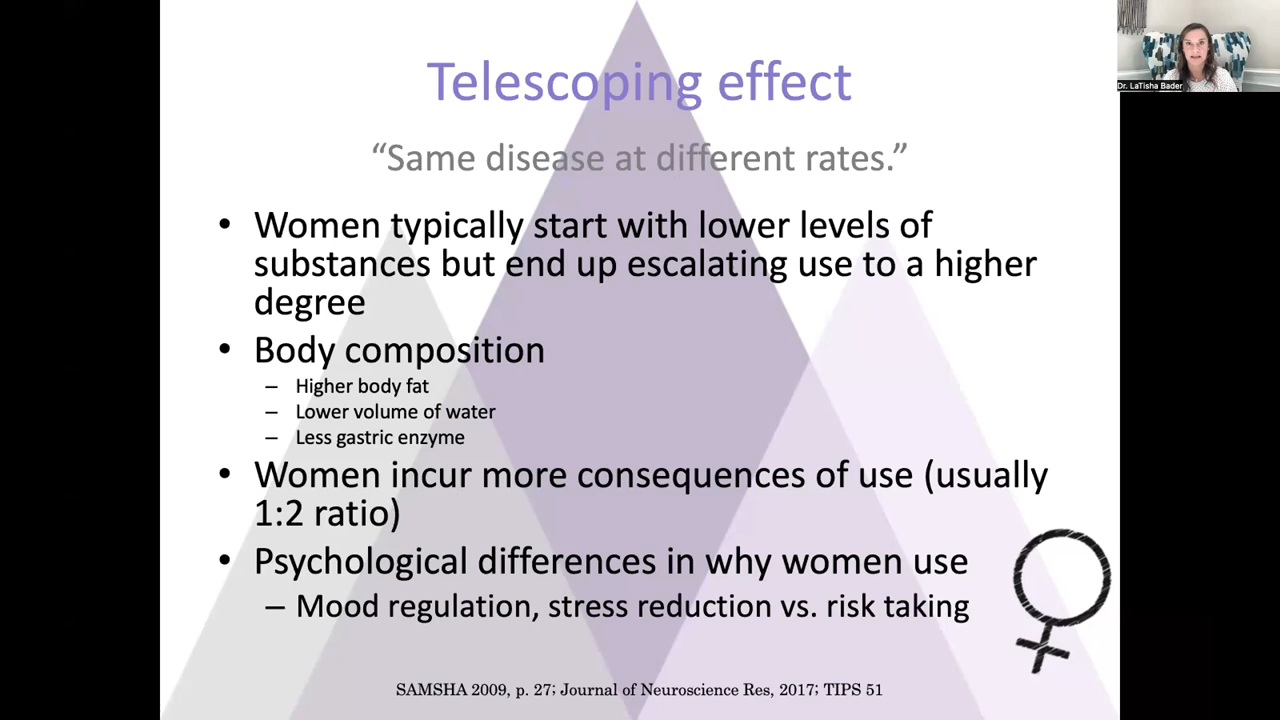 Telescoping effect
“Same disease at different rates.”
• Women typically start with lower levels of
substances but end up escalating use to a higher
degree
• Body composition
– Higher body fat
– Lower volume of water
– Less gastric enzyme
• Women incur more consequences of use (usually
1:2 ratio)
• Psychological differences in why women use
– Mood regulation, stress reduction vs. risk taking
SAMSHA 2009, p. 27; Journal of Neuroscience Res, 2017; TIPS 51
Dr. LaTisha Bader